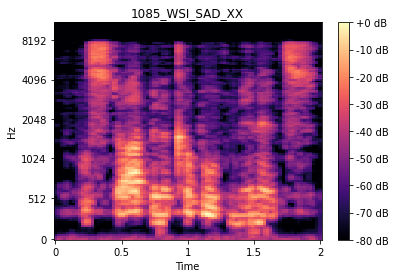 1085_WSI_SAD_XX
+0 dB
8192
-10 dB
4096
-20 dB
-30 dB
2048
Hz
-40 dB
1024
-50 dB
512
-60 dB
-70 dB
0
-80 dB
0 0.5 1 1.5 2
Time